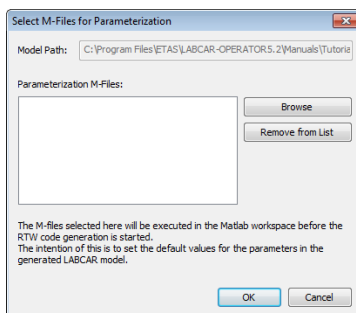 Select M-Files for Parameterization
Model Path: C:\Program Files\ETAS\LABCAR-OPERATOR5.2\Manuals\Tutoria
Parameterization M-Files:
Browse
Remove from List
The M-files selected here will be executed in the Matlab workspace before the
RTW code generation is started.
The intention of this is to set the default values for the parameters in the
generated LABCAR model.
OK Cancel